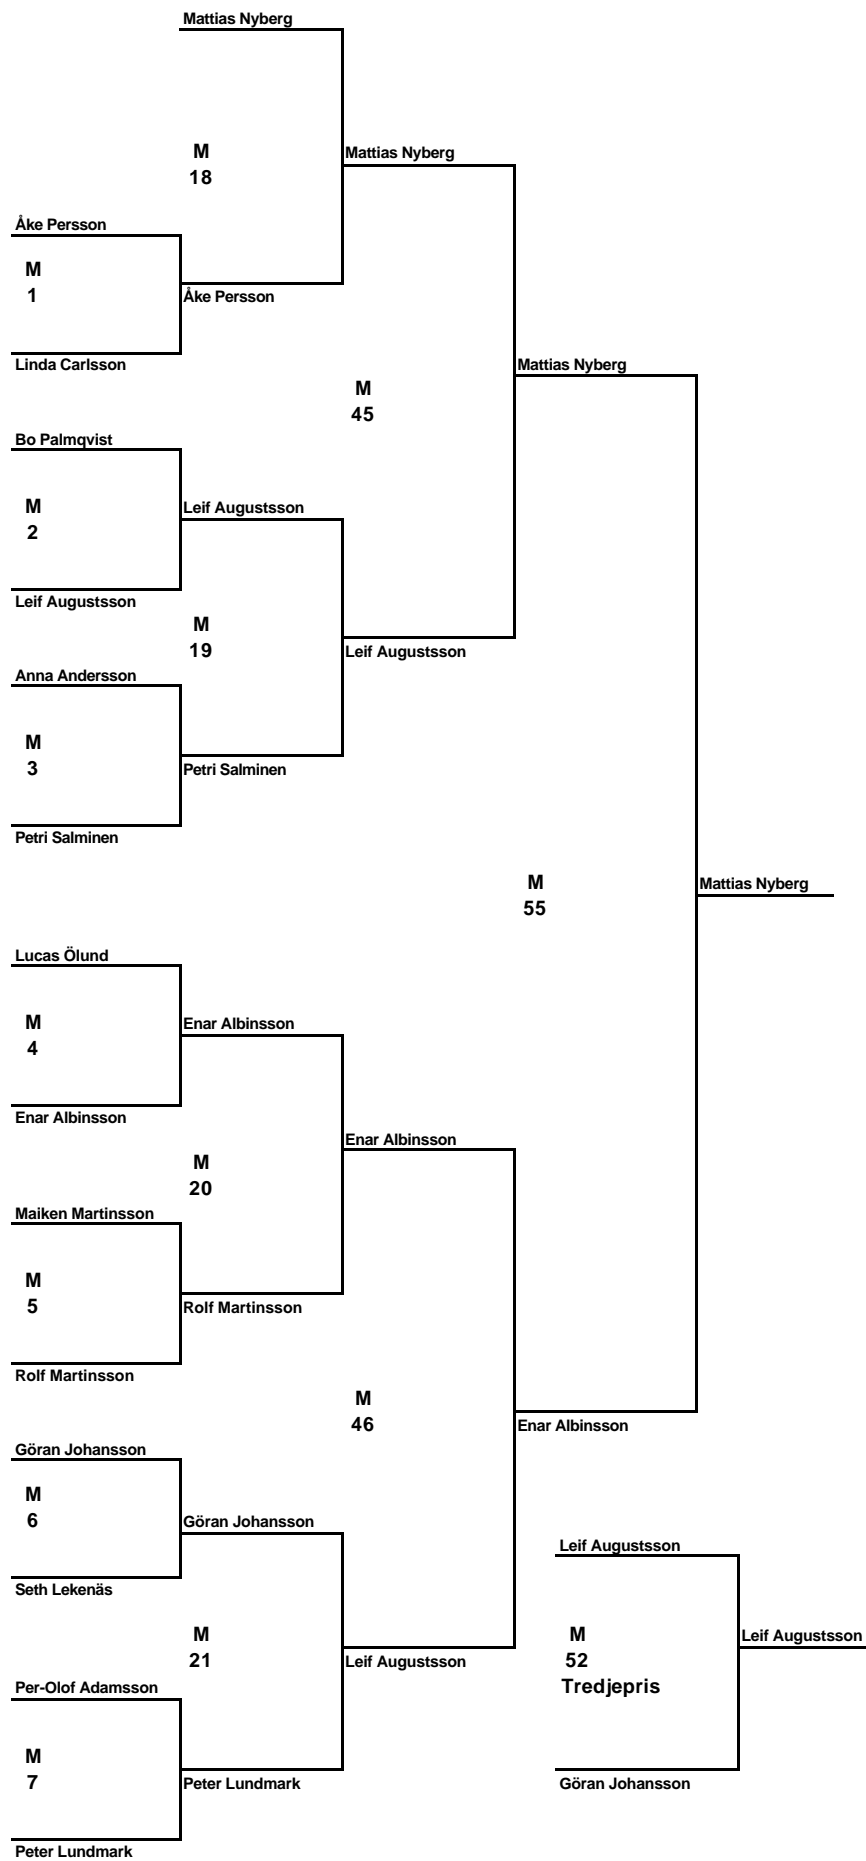 Mattias Nyberg
M
18
Mattias Nyberg
Åke Persson
M
1
Åke Persson
Linda Carlsson
Mattias Nyberg
M
45
Bo Palmqvist
M
2
Leif Augustsson
Leif Augustsson
M
19
Leif Augustsson
Anna Andersson
M
3
Petri Salminen
Petri Salminen
M
55
Mattias Nyberg
Lucas Ölund
M
4
Enar Albinsson
Enar Albinsson
M
20
Enar Albinsson
Maiken Martinsson
M
5
Rolf Martinsson
Rolf Martinsson
M
46
Enar Albinsson
Göran Johansson
M
6
Göran Johansson
Seth Lekenäs
Leif Augustsson
M
21
Leif Augustsson
M
52
Tredjepris
Leif Augustsson
Per-Olof Adamsson
M
7
Peter Lundmark
Göran Johansson
Peter Lundmark